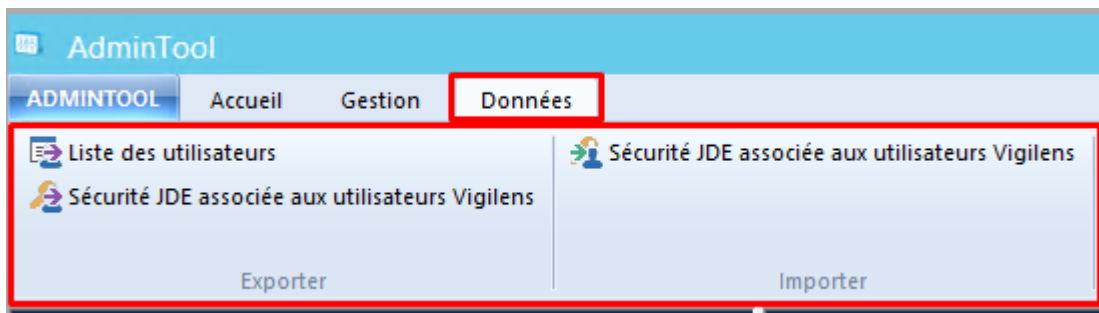 AdminTool
ADMINTOOL Accueil Gestion Données
Liste des utilisateurs
Sécurité JDE associée aux utilisateurs Vigilens
Exporter
Sécurité JDE associée aux utilisateurs Vigilens
Importer